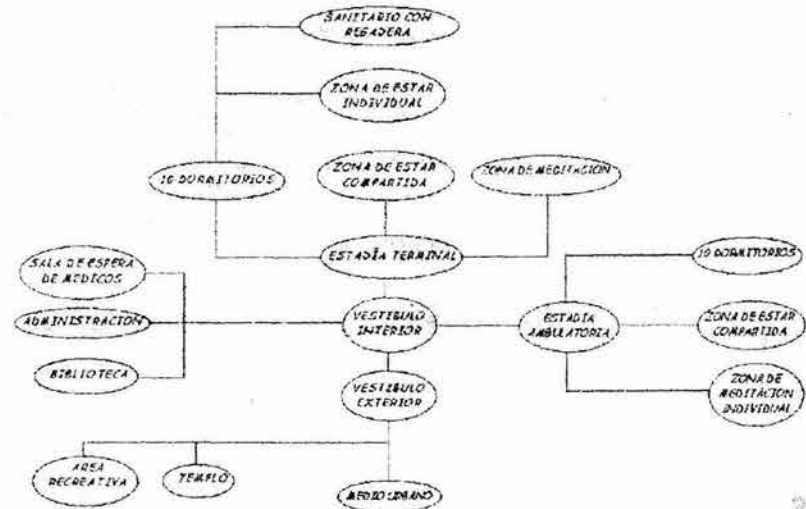 SANITARIO CON
REGADERA
ZONA DE ESTAR
INDIVIDUAL
10 DORMITORIOS
ZONA DE ESTAR
COMPARTIDA
ZONA DE MEDITACION
ESTADÍA TERMINAL
SALA DE ESPERA
DE MEDICOS
10 DORMITORIOS
ADMINISTRACION
VESTIBULO
INTERIOR
ESTADIA
AMBULATORIA
ZONA DE ESTAR
COMPARTIDA
BIBLIOTECA
VESTIBULO
EXTERIOR
ZONA DE
MEDITACION
INDIVIDUAL
AREA
RECREATIVA
TEMPLO
MEDIO URBANO